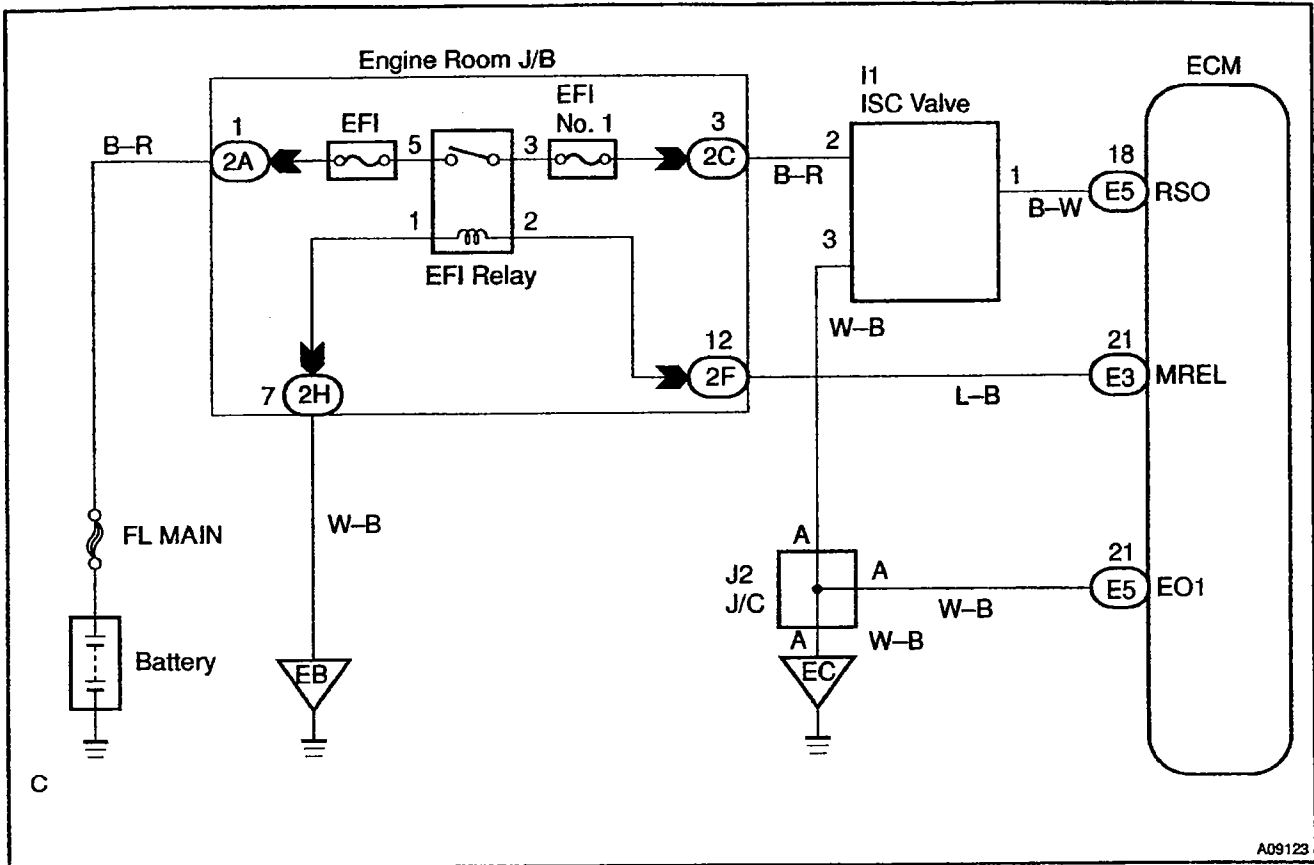 Engine Room J/B
I1
ISC Valve
ECM
EFI
EFI
No. 1
B–R
1
2A
5
3
3
2C
2
B–R
1
B–W
18
E5
RSO
1
2
EFI Relay
3
W–B
12
2F
L–B
21
E3
MREL
7
2H
W–B
FL MAIN
Battery
EB
A
J2
J/C
A
W–B
21
E5
EO1
A
W–B
EC
C
A09123